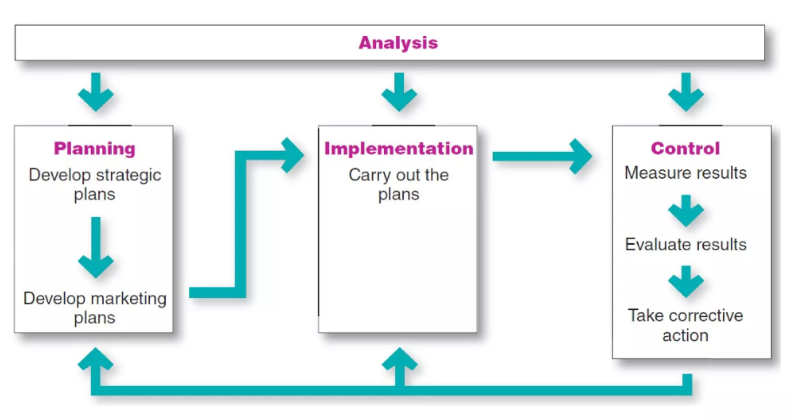 Analysis
Planning
Develop strategic
plans
Develop marketing
plans
Implementation
Carry out the
plans
Control
Measure results
Evaluate results
Take corrective
action